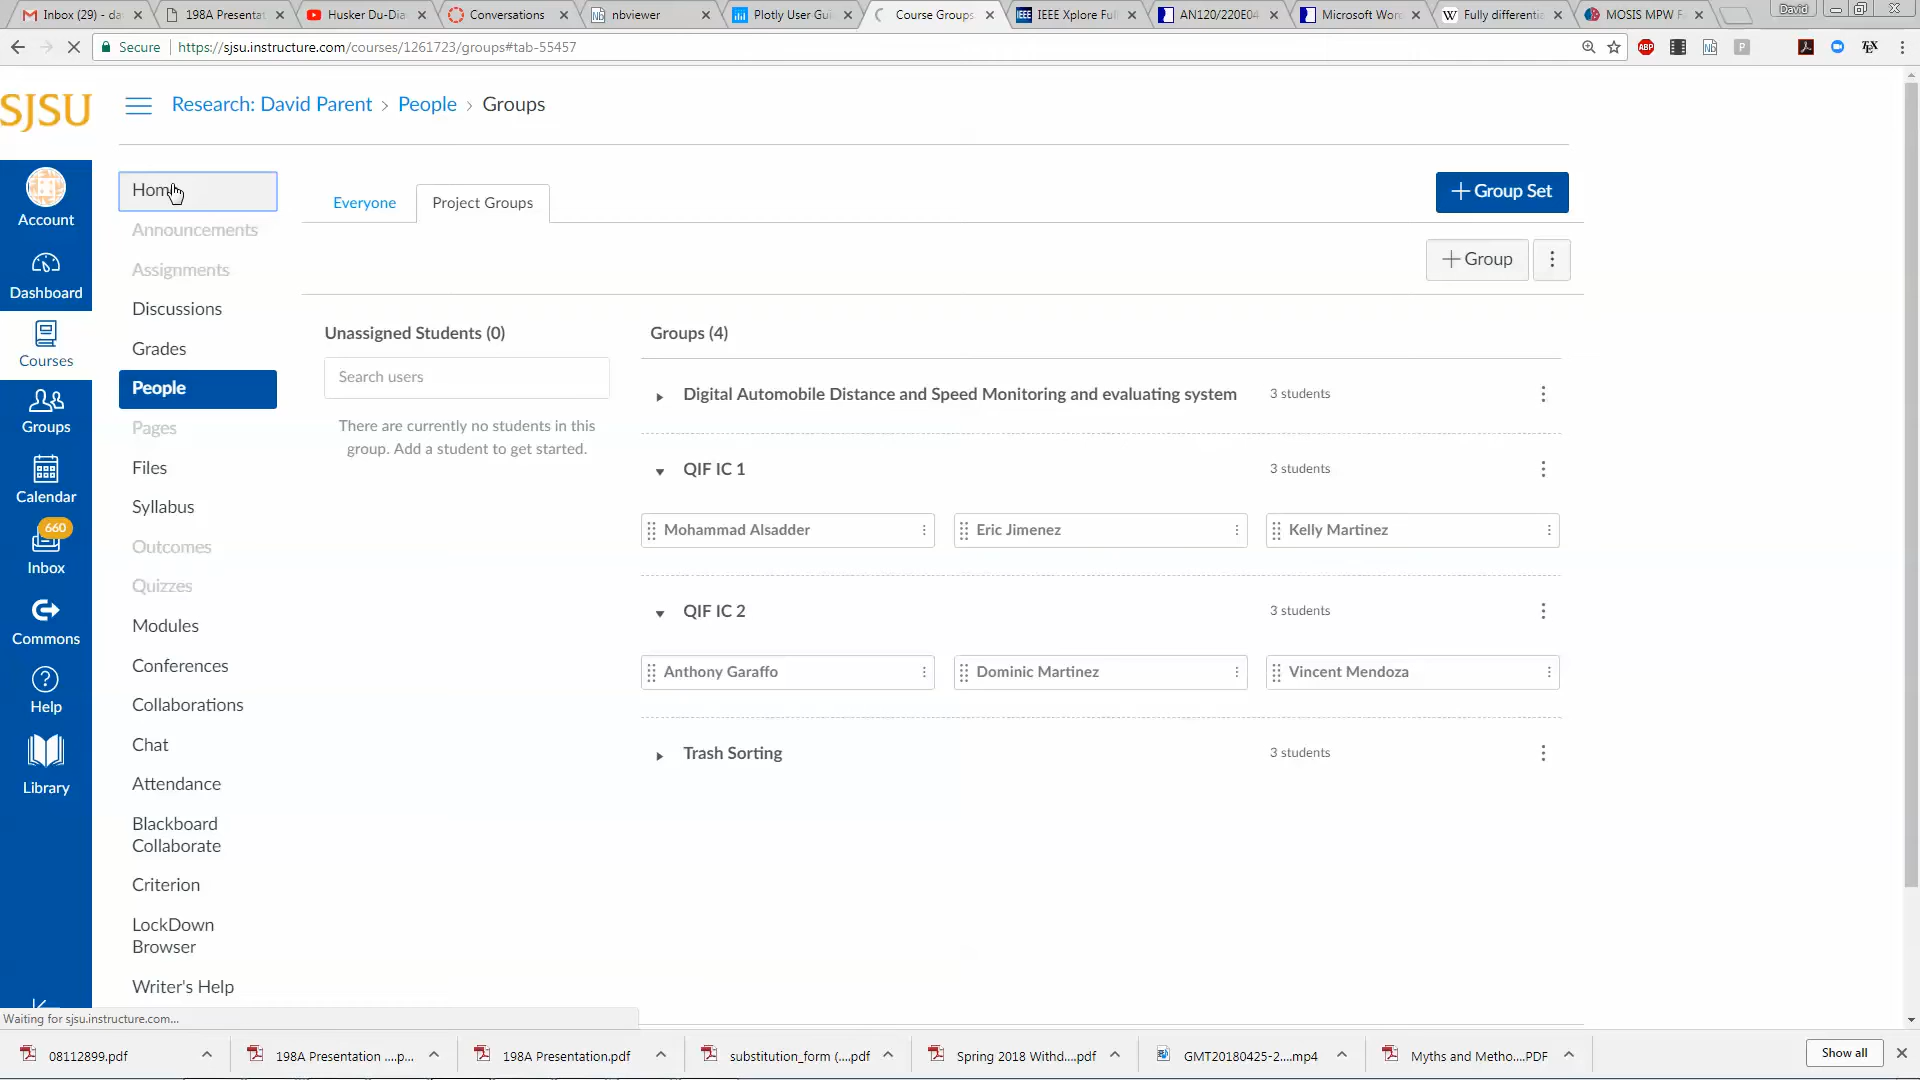 Inbox (29) - da
198A Presentat
Husker Du-Dia
Conversations
nbviewer
Plotly User Gui
Course Groups
IEEE Xplore Full
AN120/220E04
Microsoft Word
Fully differentia
MOSIS MPW F
David
Secure
https://sjsu.instructure.com/courses/1261723/groups#tab-55457
SJSU
Research: David Parent › People › Groups
Account
Dashboard
Courses
Groups
Calendar
660
Inbox
Commons
Help
Library
Home
Announcements
Assignments
Discussions
Grades
People
Pages
Files
Syllabus
Outcomes
Quizzes
Modules
Conferences
Collaborations
Chat
Attendance
Blackboard
Collaborate
Criterion
LockDown
Browser
Writer's Help
Everyone
Project Groups
+ Group Set
+ Group
Unassigned Students (0)
Search users
There are currently no students in this
group. Add a student to get started.
Groups (4)
Digital Automobile Distance and Speed Monitoring and evaluating system 3 students
QIF IC 1 3 students
Mohammad Alsadder Eric Jimenez Kelly Martinez
QIF IC 2 3 students
Anthony Garaffo Dominic Martinez Vincent Mendoza
Trash Sorting 3 students
Waiting for sjsu.instructure.com...
08112899.pdf
198A Presentation ....p...
198A Presentation.pdf
substitution_form (....pdf
Spring 2018 Withd....pdf
GMT20180425-2....mp4
Myths and Metho....PDF
Show all